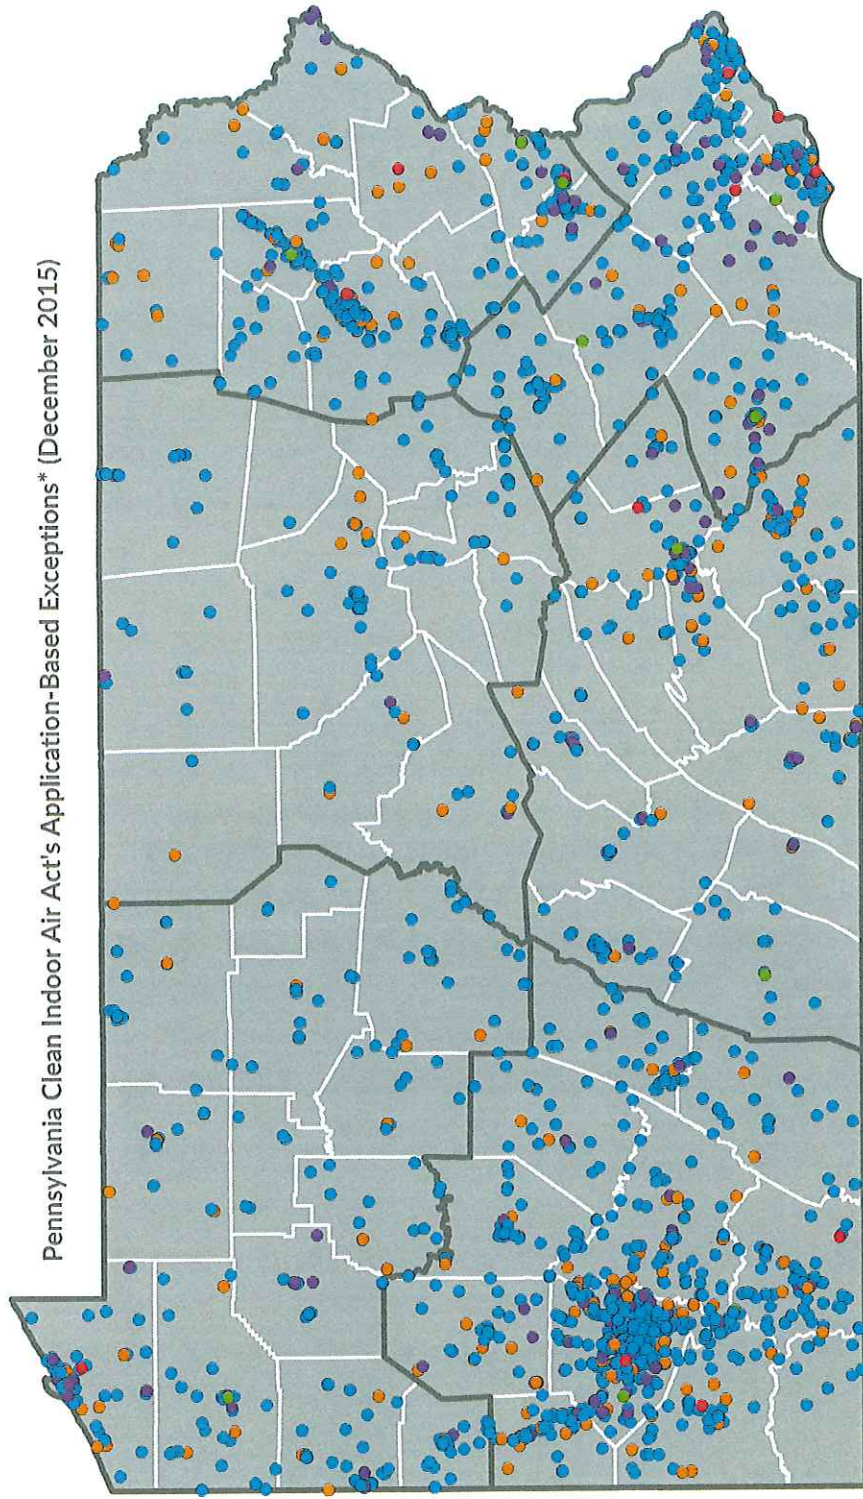 Pennsylvania Clean Indoor Air Act's Application-Based Exceptions* (December 2015)